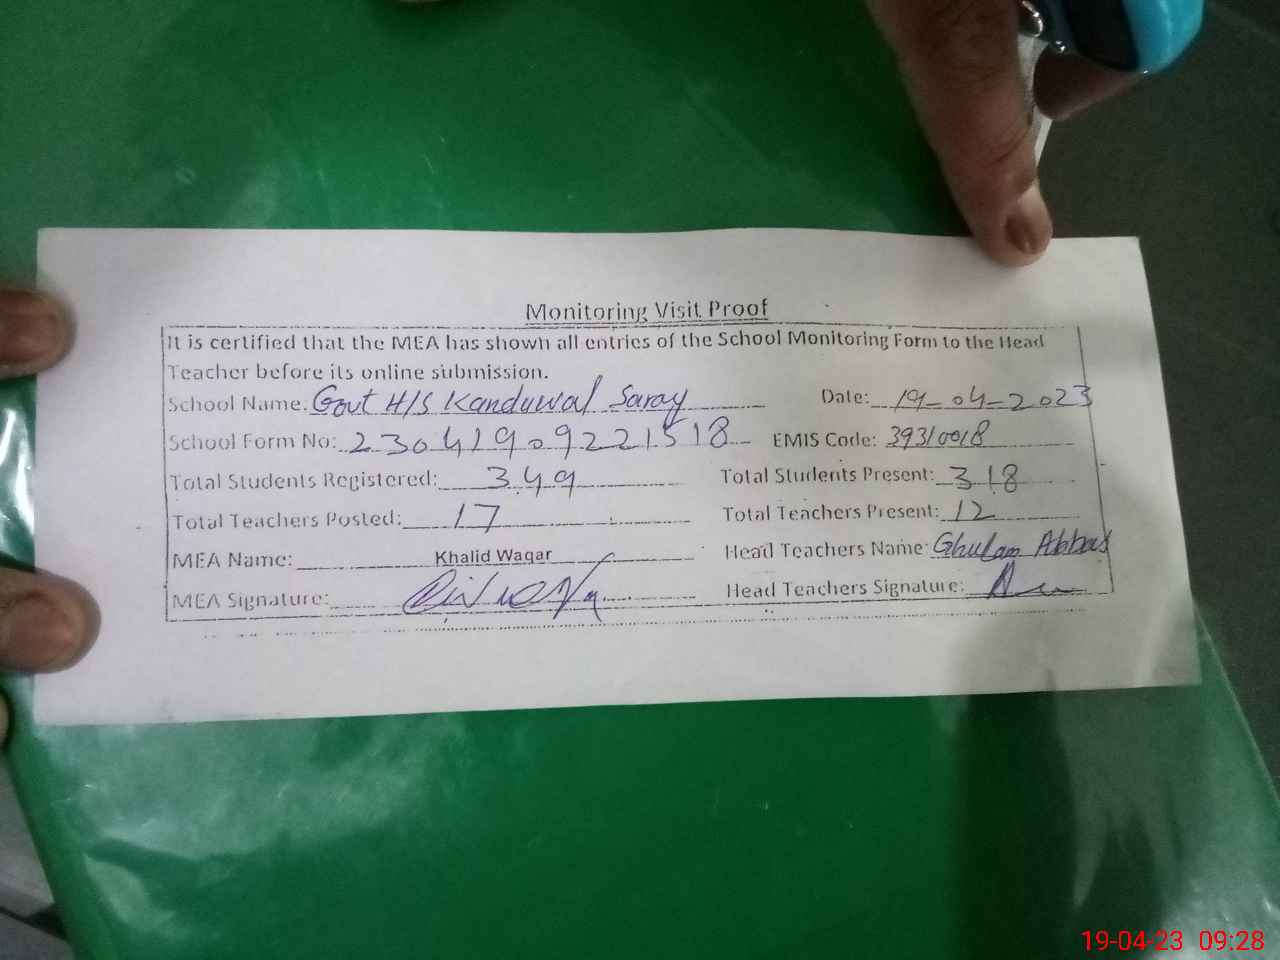 Monitoring Visit Proof
It is certified that the MEA has shown all entries of the School Monitoring Form to the Head
Teacher before its online submission.
School Name: Govt H/S Kanduwal Saray Date: 19-04-2023
School Form No: 23041909221518 EMIS Code: 39310018
Total Students Registered: 349 Total Students Present: 318
Total Teachers Posted: 17 Total Teachers Present: 12
MEA Name: Khalid Waqar Head Teachers Name: Ghulam Abbas
MEA Signature: Head Teachers Signature:
19-04-23 09:28